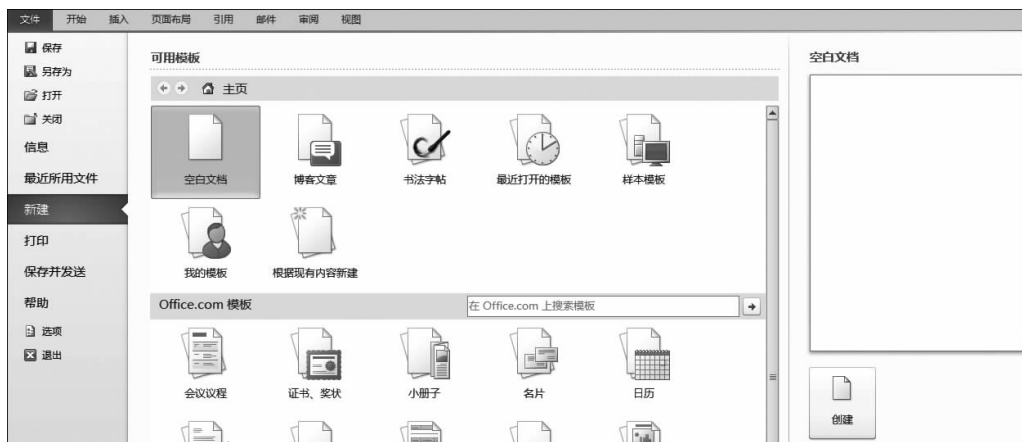 文件 开始 插入 页面布局 引用 邮件 审阅 视图
保存
另存为
打开
关闭
信息
最近所用文件
新建
打印
保存并发送
帮助
选项
退出
可用模板
主页
空白文档 博客文章 书法字帖 最近打开的模板 样本模板
我的模板 根据现有内容新建
Office.com 模板 在 Office.com 上搜索模板
会议议程 证书、奖状 小册子 名片 日历
空白文档
创建